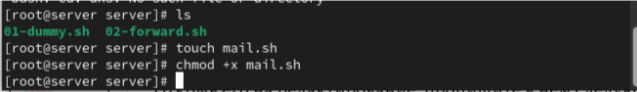 [root@server server]# ls
01-dummy.sh  02-forward.sh
[root@server server]# touch mail.sh
[root@server server]# chmod +x mail.sh
[root@server server]#